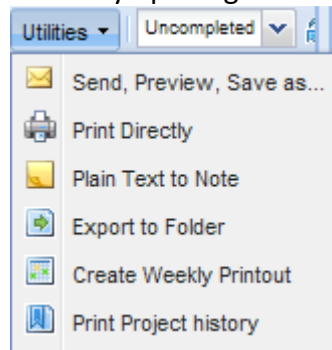 Utilities Uncompleted
Send, Preview, Save as...
Print Directly
Plain Text to Note
Export to Folder
Create Weekly Printout
Print Project history